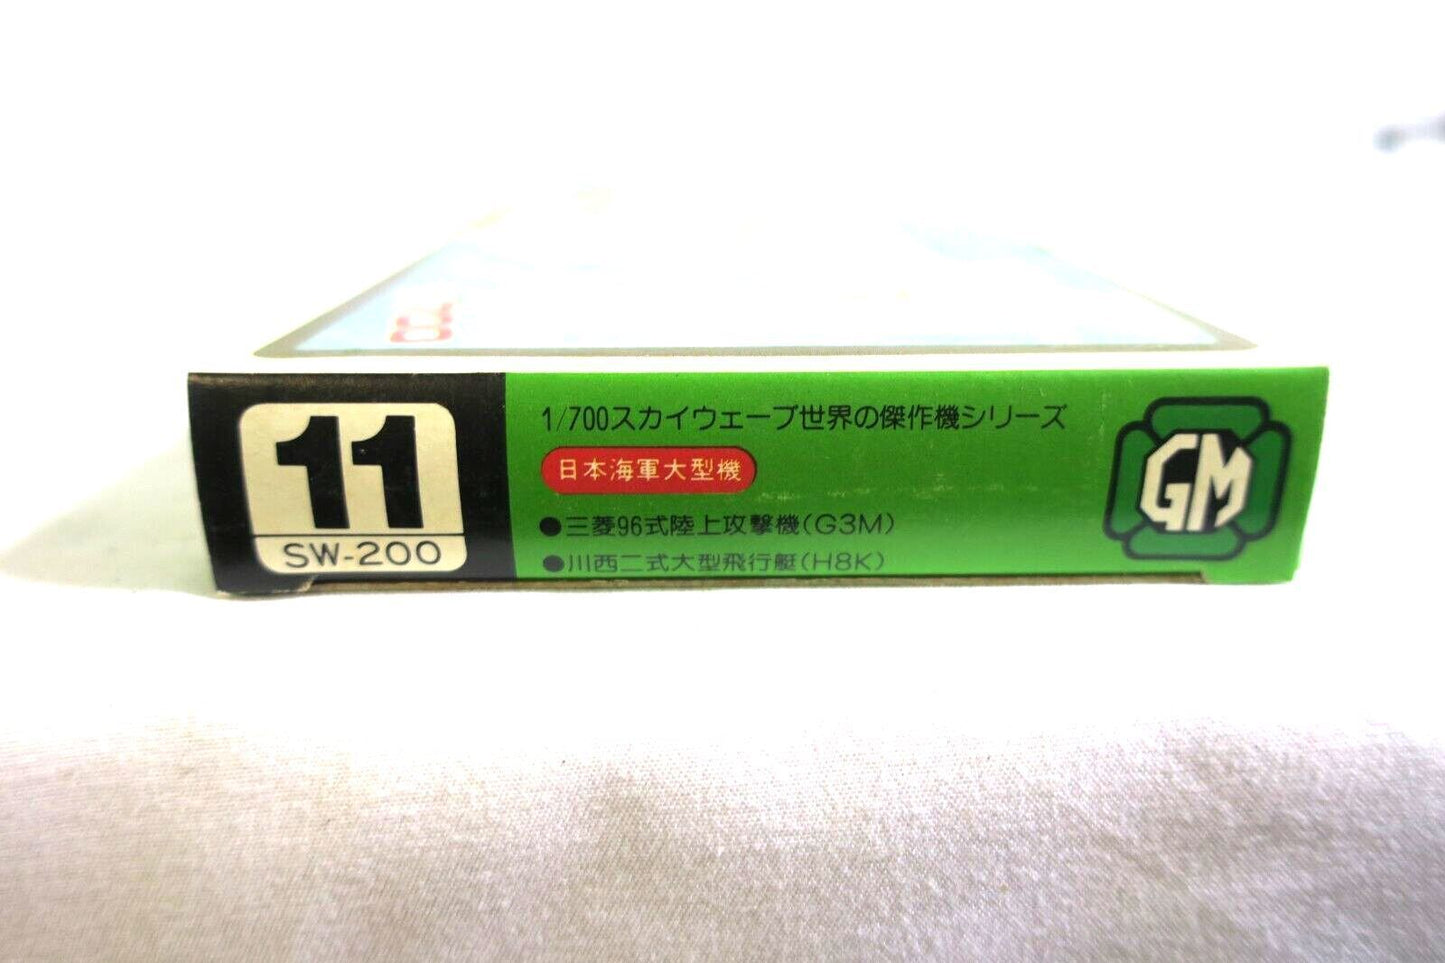 11
SW-200
1/700スカイウェーブ世界の傑作機シリーズ
日本海軍大型機
●三菱96式陸上攻撃機(G3M)
●川西二式大型飛行艇(H8K)
GM